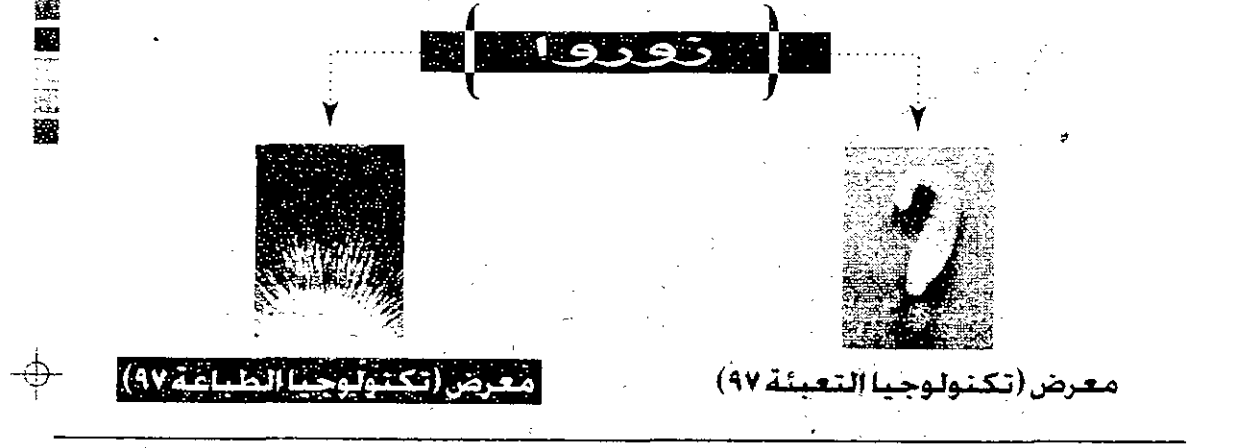 زوروا
معرض (تكنولوجيا التعبئة ٩٧)
معرض (تكنولوجيا الطباعة ٩٧)